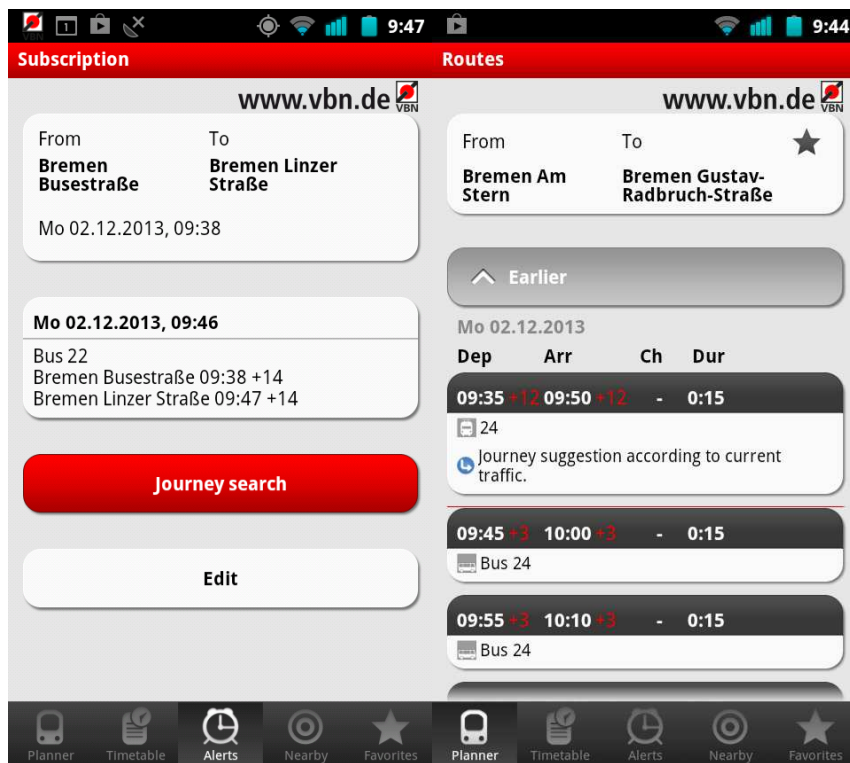 VBN
1
9:47
Subscription
www.vbn.de VBN
From To
Bremen Busestraße Bremen Linzer Straße
Mo 02.12.2013, 09:38
Mo 02.12.2013, 09:46
Bus 22
Bremen Busestraße 09:38 +14
Bremen Linzer Straße 09:47 +14
Journey search
Edit
Planner Timetable Alerts Nearby Favorites
9:44
Routes
www.vbn.de VBN
From To
Bremen Am Stern Bremen Gustav-Radbruch-Straße
Earlier
Mo 02.12.2013
Dep Arr Ch Dur
09:35 +12 09:50 +12 - 0:15
24
Journey suggestion according to current
traffic.
09:45 +3 10:00 +3 - 0:15
Bus 24
09:55 +3 10:10 +3 - 0:15
Bus 24
Planner Timetable Alerts Nearby Favorites